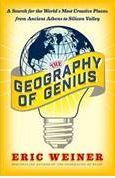 A Search for the World's Most Creative Places
from Ancient Athens to Silicon Valley
THE
GEOGRAPHY
OF GENIUS
ERIC WEINER
BESTSELLING AUTHOR OF THE GEOGRAPHY OF BLISS